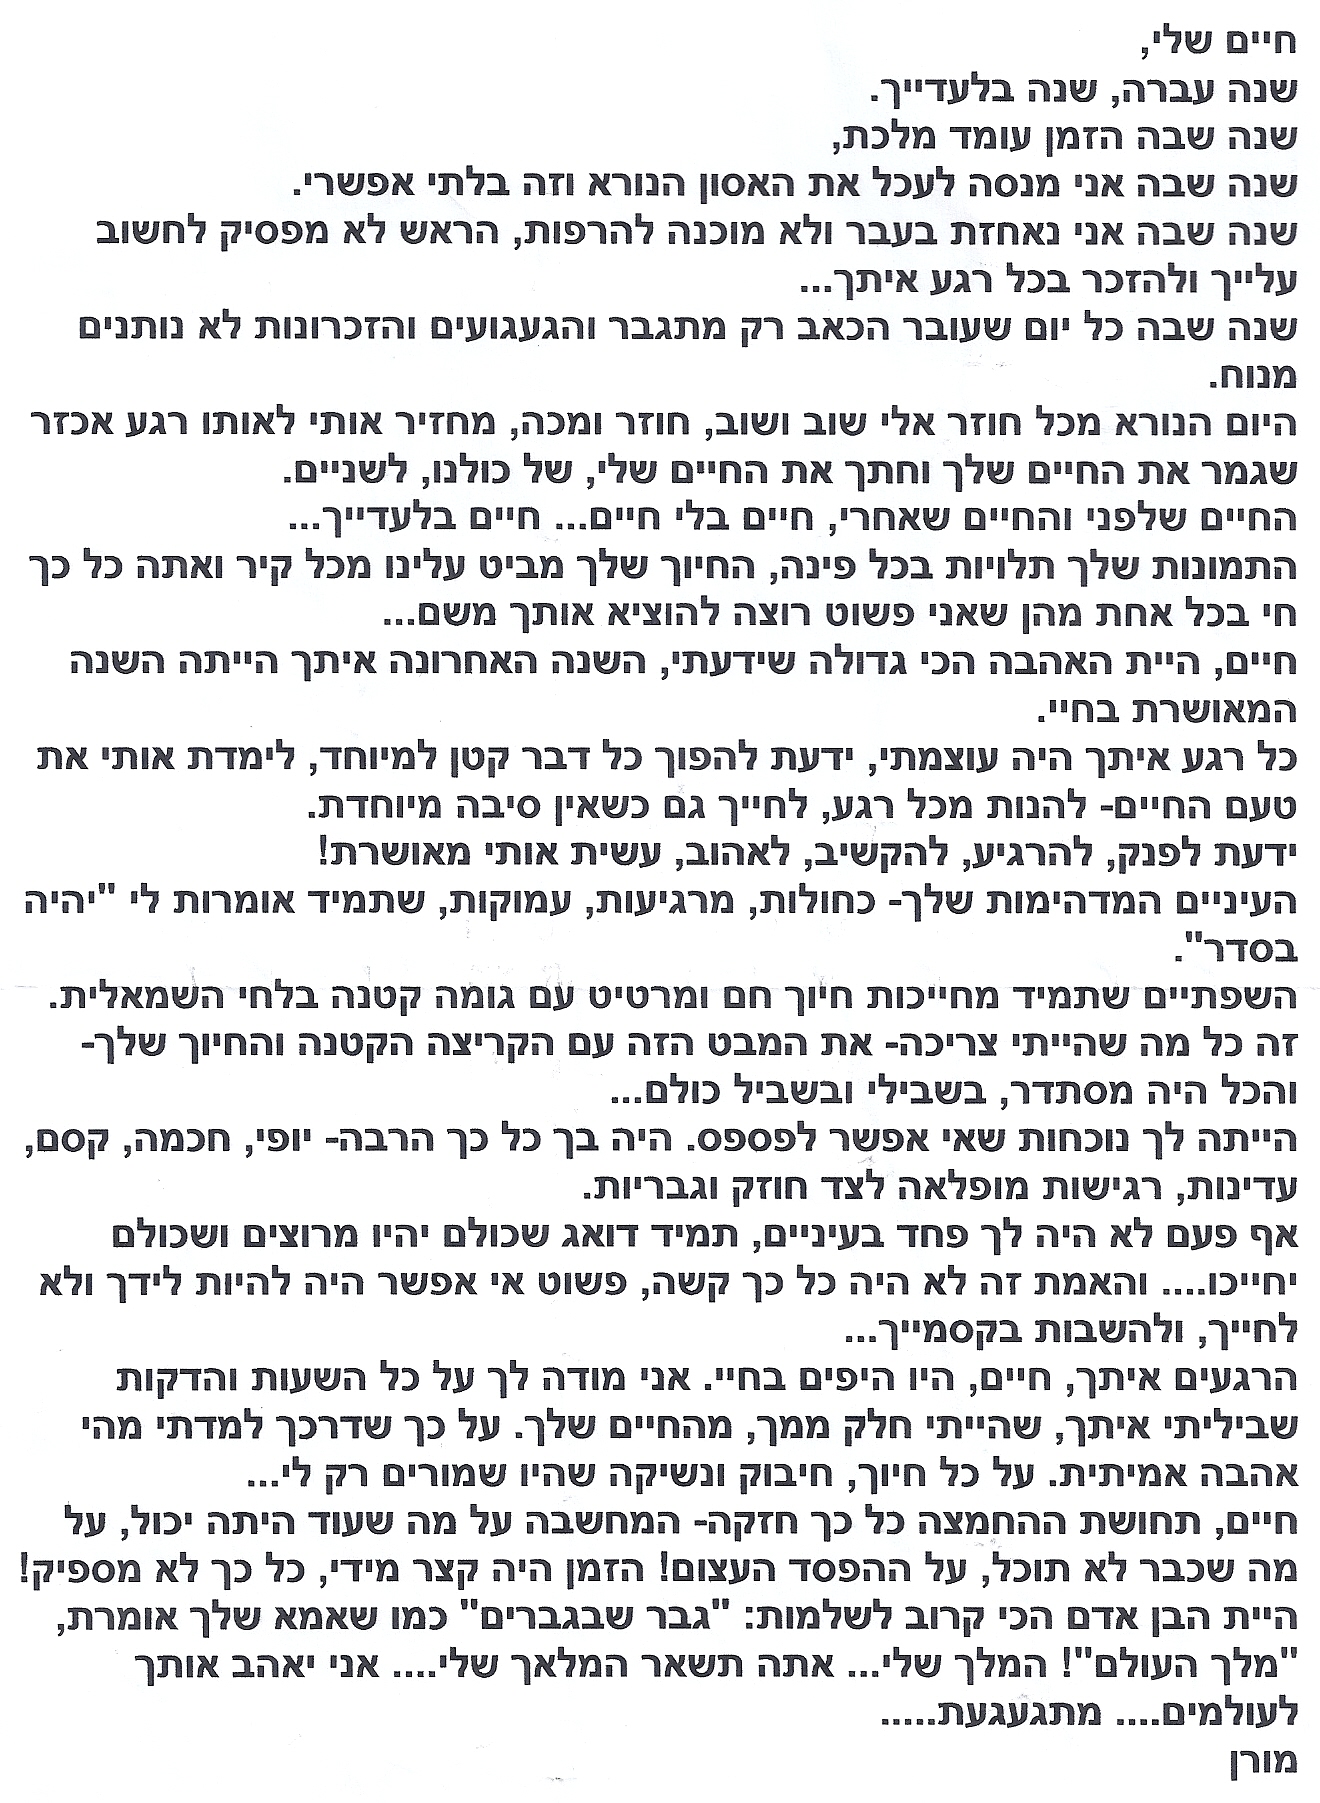 חיים שלי,
שנה עברה, שנה בלעדייך.
שנה שבה הזמן עומד מלכת,
שנה שבה אני מנסה לעכל את האסון הנורא וזה בלתי אפשרי.
שנה שבה אני נאחזת בעבר ולא מוכנה להרפות, הראש לא מפסיק לחשוב
עלייך ולהזכר בכל רגע איתך...
שנה שבה כל יום שעובר הכאב רק מתגבר והגעגועים והזכרונות לא נותנים
מנוח.
היום הנורא מכל חוזר אלי שוב ושוב, חוזר ומכה, מחזיר אותי לאותו רגע אכזר
שגמר את החיים שלך וחתך את החיים שלי, של כולנו, לשניים.
החיים שלפני והחיים שאחרי, חיים בלי חיים... חיים בלעדייך...
התמונות שלך תלויות בכל פינה, החיוך שלך מביט עלינו מכל קיר ואתה כל כך
חי בכל אחת מהן שאני פשוט רוצה להוציא אותך משם...
חיים, היית האהבה הכי גדולה שידעתי, השנה האחרונה איתך הייתה השנה
המאושרת בחיי.
כל רגע איתך היה עוצמתי, ידעת להפוך כל דבר קטן למיוחד, לימדת אותי את
טעם החיים- להנות מכל רגע, לחייך גם כשאין סיבה מיוחדת.
ידעת לפנק, להרגיע, להקשיב, לאהוב, עשית אותי מאושרת!
העיניים המדהימות שלך- כחולות, מרגיעות, עמוקות, שתמיד אומרות לי "יהיה
בסדר".
השפתיים שתמיד מחייכות חיוך חם ומרטיט עם גומה קטנה בלחי השמאלית.
זה כל מה שהייתי צריכה- את המבט הזה עם הקריצה הקטנה והחיוך שלך-
והכל היה מסתדר, בשבילי ובשביל כולם...
הייתה לך נוכחות שאי אפשר לפספס. היה בך כל כך הרבה- יופי, חכמה, קסם,
עדינות, רגישות מופלאה לצד חוזק וגבריות.
אף פעם לא היה לך פחד בעיניים, תמיד דואג שכולם יהיו מרוצים ושכולם
יחייכו.... והאמת זה לא היה כל כך קשה, פשוט אי אפשר היה להיות לידך ולא
לחייך, ולהשבות בקסמייך...
הרגעים איתך, חיים, היו היפים בחיי. אני מודה לך על כל השעות והדקות
שביליתי איתך, שהייתי חלק ממך, מהחיים שלך. על כך שדרכך למדתי מהי
אהבה אמיתית. על כל חיוך, חיבוק ונשיקה שהיו שמורים רק לי...
חיים, תחושת ההחמצה כל כך חזקה- המחשבה על מה שעוד היתה יכול, על
מה שכבר לא תוכל, על ההפסד העצום! הזמן היה קצר מידי, כל כך לא מספיק!
היית הבן אדם הכי קרוב לשלמות: "גבר שבגברים" כמו שאמא שלך אומרת,
"מלך העולם"! המלך שלי... אתה תשאר המלאך שלי.... אני יאהב אותך
לעולמים.... מתגעגעת.....
מורן